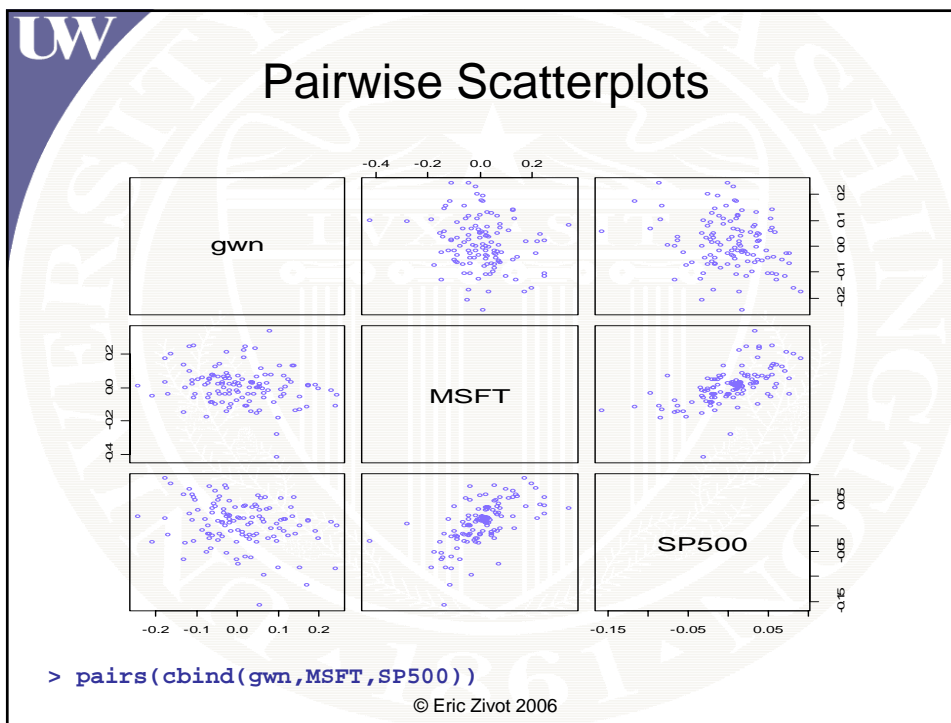 UW
Pairwise Scatterplots
-0.4 -0.2 0.0 0.2
gwn
-0.2 -0.1 0.0 0.1 0.2
-0.4 -0.2 0.0 0.2
MSFT
SP500
-0.15 -0.05 0.05
-0.2 -0.1 0.0 0.1 0.2
-0.15 -0.05 0.05
> pairs(cbind(gwn,MSFT,SP500))
© Eric Zivot 2006